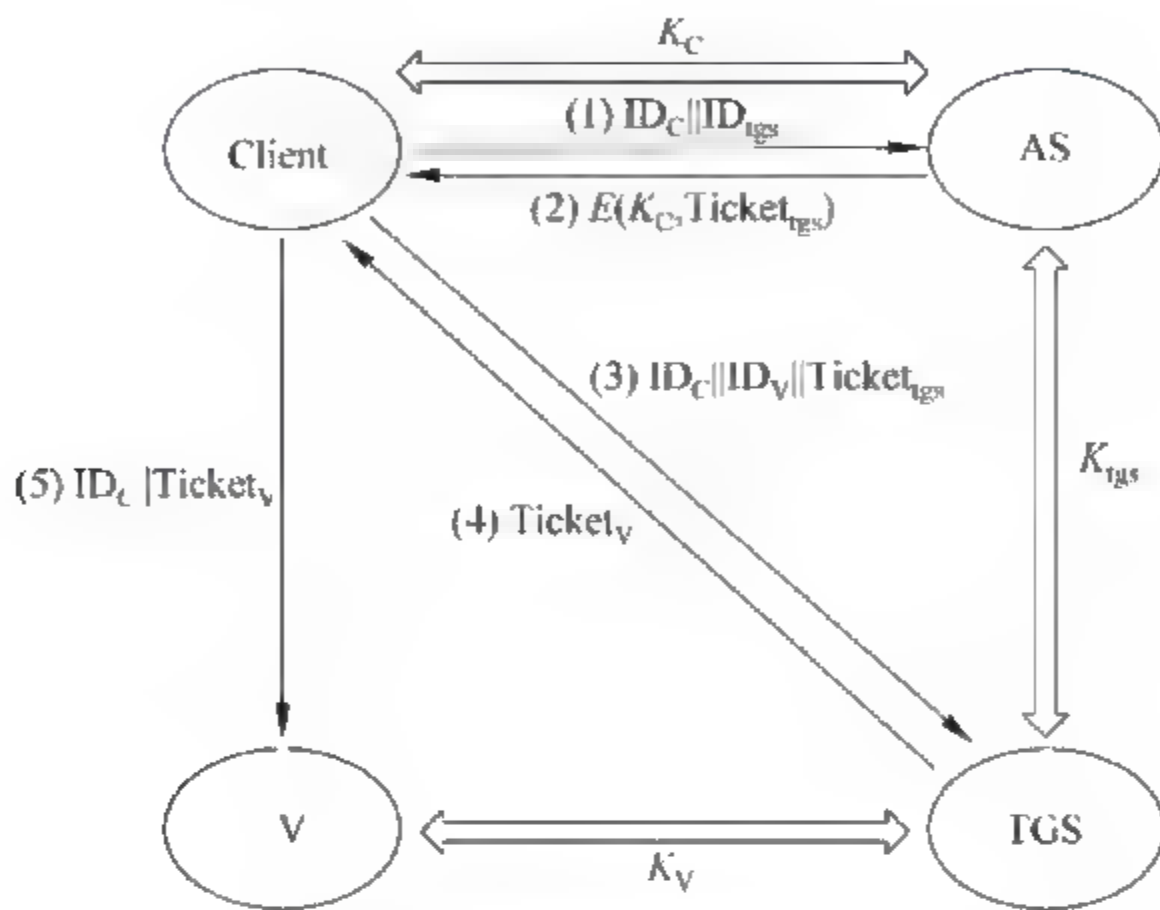 K_C
(1) ID_C||ID_tgs
Client
AS
(2) E(K_C, Ticket_tgs)
(3) ID_C||ID_V||Ticket_tgs
K_tgs
(5) ID_C |Ticket_V
(4) Ticket_V
V
TGS
K_V